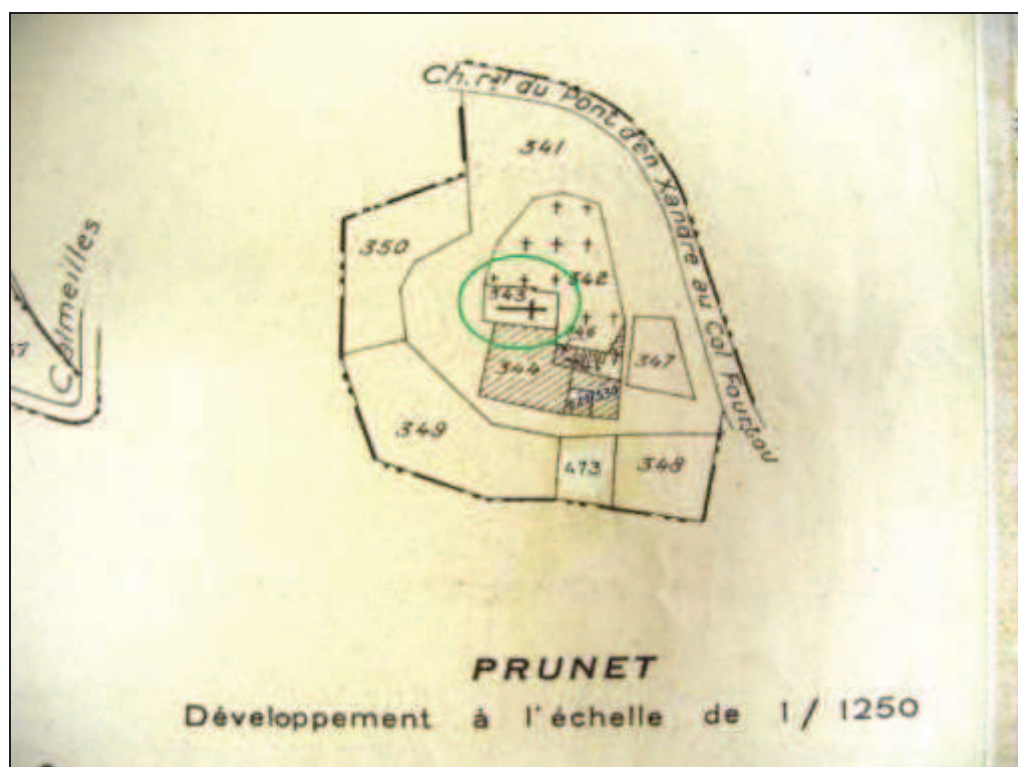 Ch. r.al du Pont d'en Xandre au Col Fourtou
341
350
342
343
344
347
349
473
348
Calmeilles
PRUNET
Développement à l'échelle de 1 / 1250